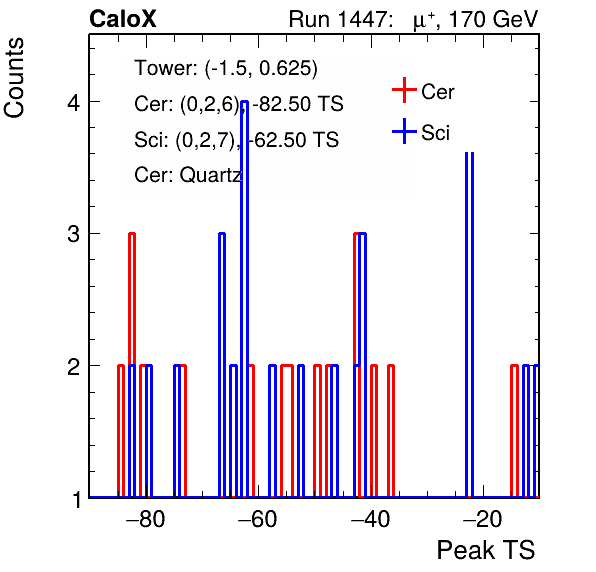 CaloX Run 1447: μ⁺, 170 GeV
Counts
Tower: (-1.5, 0.625)
Cer: (0,2,6), -82.50 TS
Sci: (0,2,7), -62.50 TS
Cer: Quartz
Cer
Sci
4
3
2
1
−80 −60 −40 −20
Peak TS